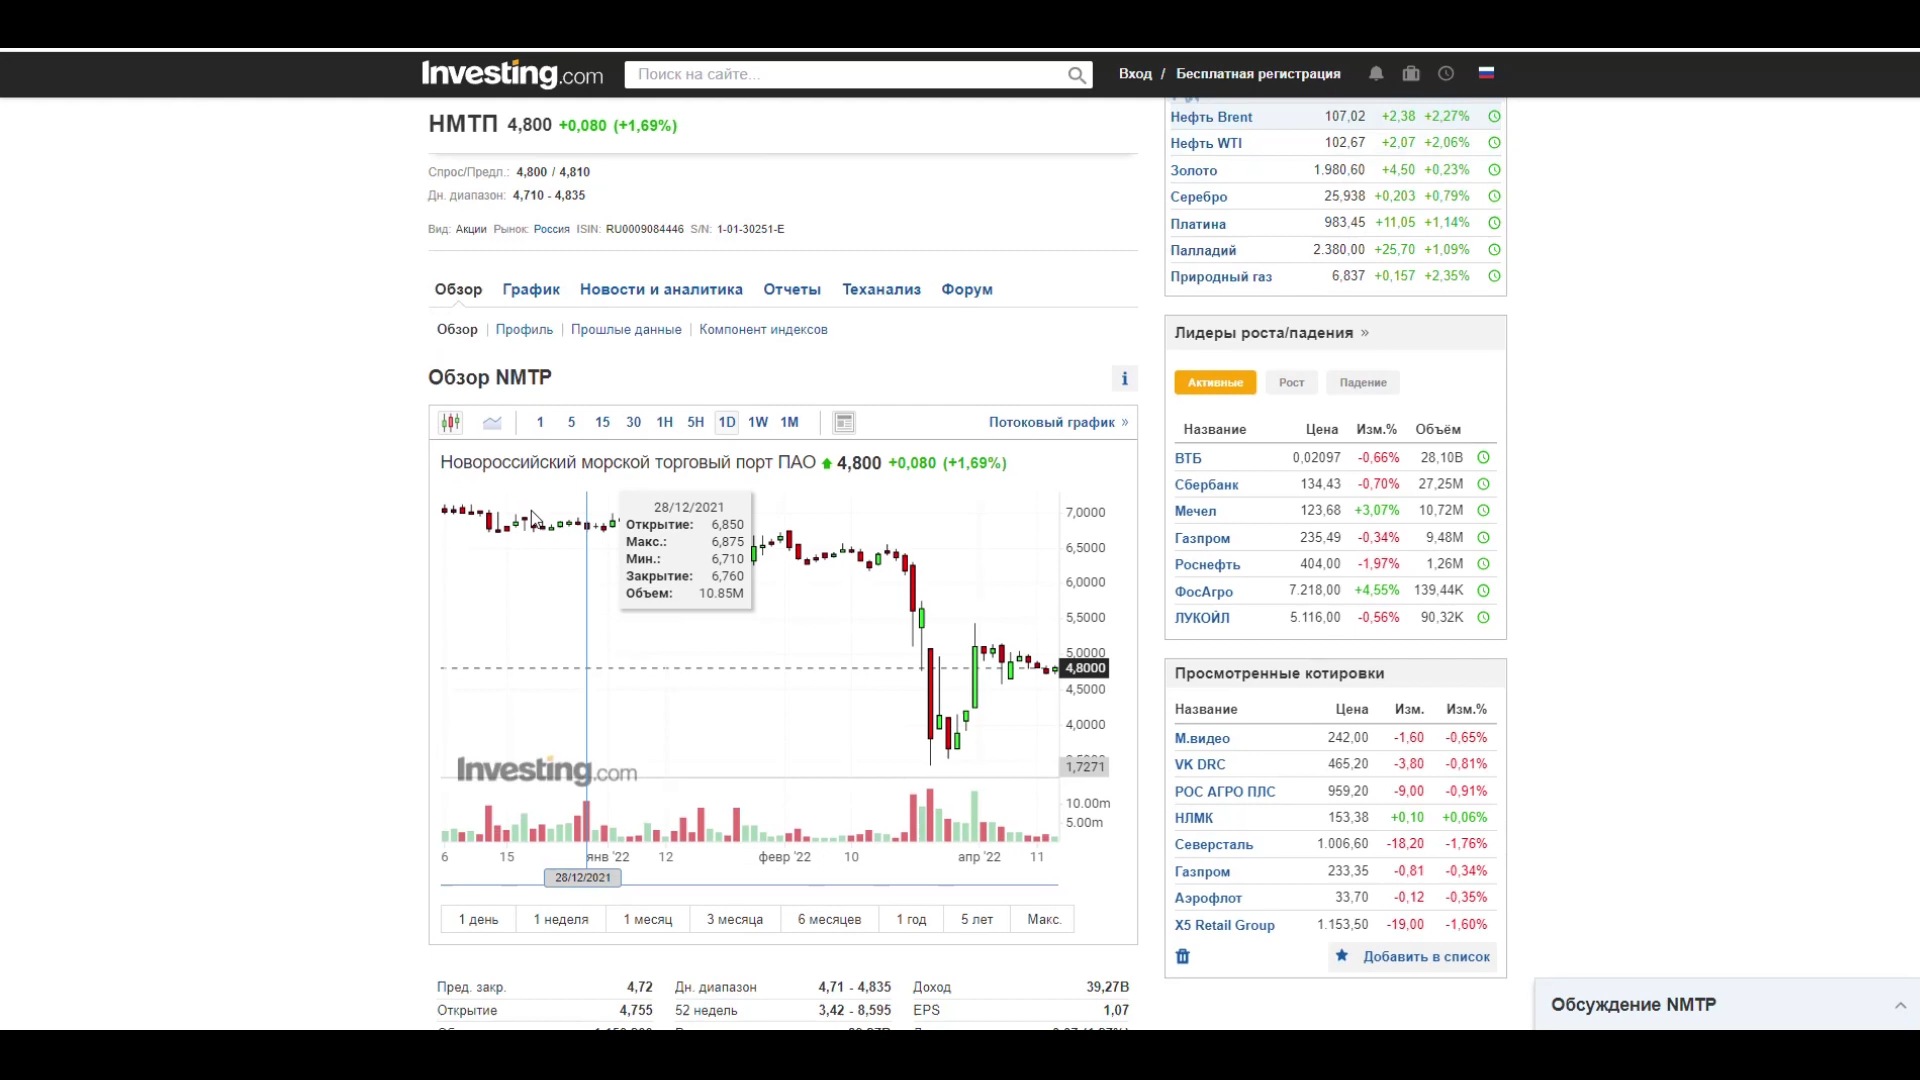 Investing.com
Поиск на сайте...
Вход / Бесплатная регистрация
НМТП 4,800 +0,080 (+1,69%)
Спрос/Предл.: 4,800 / 4,810
Дн. диапазон: 4,710 - 4,835
Вид: Акции Рынок: Россия ISIN: RU0009084446 S/N: 1-01-30251-E
Обзор График Новости и аналитика Отчеты Теханализ Форум
Обзор | Профиль | Прошлые данные | Компонент индексов
Обзор NMTP
1 5 15 30 1H 5H 1D 1W 1M Потоковый график »
Новороссийский морской торговый порт ПАО 4,800 +0,080 (+1,69%)
28/12/2021
Открытие: 6,850
Макс.: 6,875
Мин.: 6,710
Закрытие: 6,760
Объем: 10.85M
7,0000
6,5000
6,0000
5,5000
5,0000
4,8000
4,5000
4,0000
1,7271
Investing.com
10.00m
5.00m
6 15 янв '22 12 февр '22 10 апр '22 11
28/12/2021
1 день 1 неделя 1 месяц 3 месяца 6 месяцев 1 год 5 лет Макс.
Пред. закр. 4,72 Дн. диапазон 4,71 - 4,835 Доход 39,27B
Открытие 4,755 52 недель 3,42 - 8,595 EPS 1,07
Нефть Brent 107,02 +2,38 +2,27%
Нефть WTI 102,67 +2,07 +2,06%
Золото 1.980,60 +4,50 +0,23%
Серебро 25,938 +0,203 +0,79%
Платина 983,45 +11,05 +1,14%
Палладий 2.380,00 +25,70 +1,09%
Природный газ 6,837 +0,157 +2,35%
Лидеры роста/падения »
Активные Рост Падение
Название Цена Изм.% Объём
ВТБ 0,02097 -0,66% 28,10B
Сбербанк 134,43 -0,70% 27,25M
Мечел 123,68 +3,07% 10,72M
Газпром 235,49 -0,34% 9,48M
Роснефть 404,00 -1,97% 1,26M
ФосАгро 7.218,00 +4,55% 139,44K
ЛУКОЙЛ 5.116,00 -0,56% 90,32K
Просмотренные котировки
Название Цена Изм. Изм.%
М.видео 242,00 -1,60 -0,65%
VK DRC 465,20 -3,80 -0,81%
РОС АГРО ПЛС 959,20 -9,00 -0,91%
НЛМК 153,38 +0,10 +0,06%
Северсталь 1.006,60 -18,20 -1,76%
Газпром 233,35 -0,81 -0,34%
Аэрофлот 33,70 -0,12 -0,35%
X5 Retail Group 1.153,50 -19,00 -1,60%
Добавить в список
Обсуждение NMTP